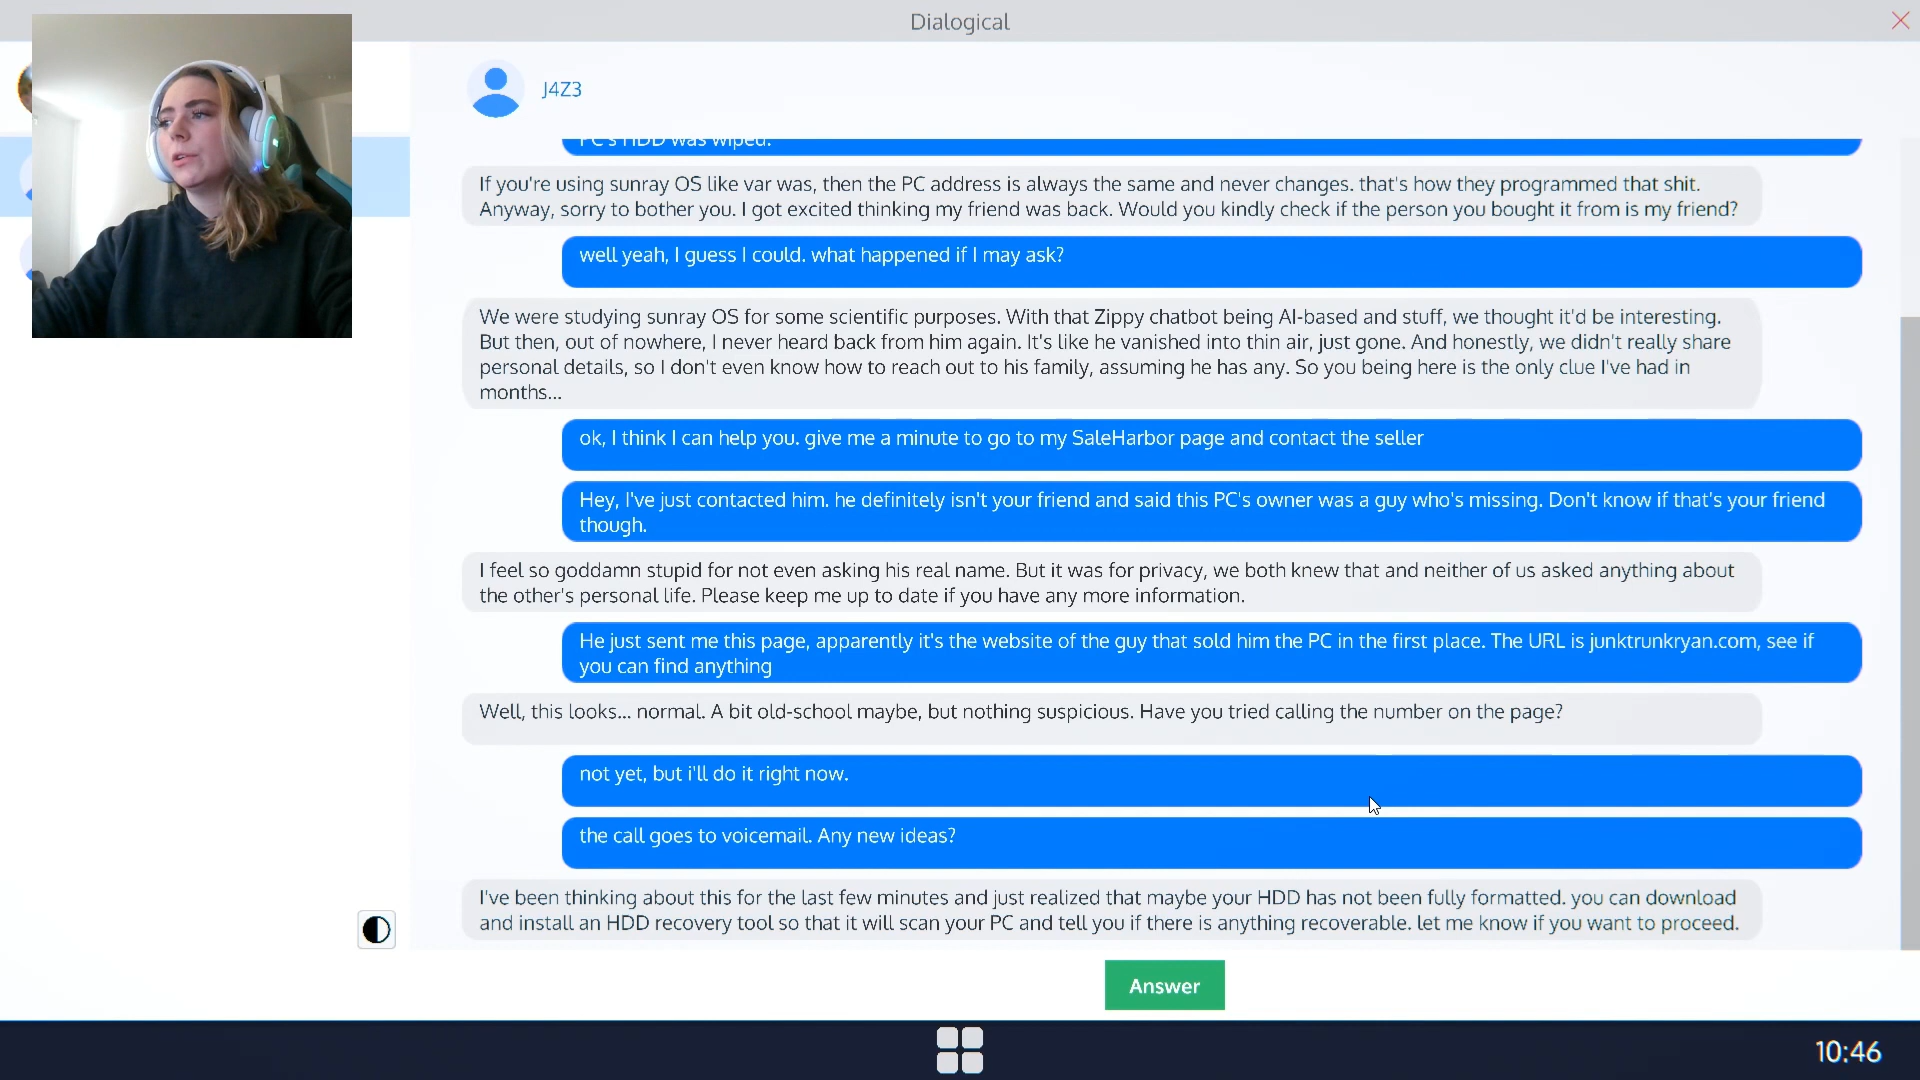 Dialogical
J4Z3
PC's HDD was wiped.
If you're using sunray OS like var was, then the PC address is always the same and never changes. that's how they programmed that shit.
Anyway, sorry to bother you. I got excited thinking my friend was back. Would you kindly check if the person you bought it from is my friend?
well yeah, I guess I could. what happened if I may ask?
We were studying sunray OS for some scientific purposes. With that Zippy chatbot being AI-based and stuff, we thought it'd be interesting.
But then, out of nowhere, I never heard back from him again. It's like he vanished into thin air, just gone. And honestly, we didn't really share
personal details, so I don't even know how to reach out to his family, assuming he has any. So you being here is the only clue I've had in
months...
ok, I think I can help you. give me a minute to go to my SaleHarbor page and contact the seller
Hey, I've just contacted him. he definitely isn't your friend and said this PC's owner was a guy who's missing. Don't know if that's your friend
though.
I feel so goddamn stupid for not even asking his real name. But it was for privacy, we both knew that and neither of us asked anything about
the other's personal life. Please keep me up to date if you have any more information.
He just sent me this page, apparently it's the website of the guy that sold him the PC in the first place. The URL is junktrunkryan.com, see if
you can find anything
Well, this looks... normal. A bit old-school maybe, but nothing suspicious. Have you tried calling the number on the page?
not yet, but i'll do it right now.
the call goes to voicemail. Any new ideas?
I've been thinking about this for the last few minutes and just realized that maybe your HDD has not been fully formatted. you can download
and install an HDD recovery tool so that it will scan your PC and tell you if there is anything recoverable. let me know if you want to proceed.
Answer
10:46